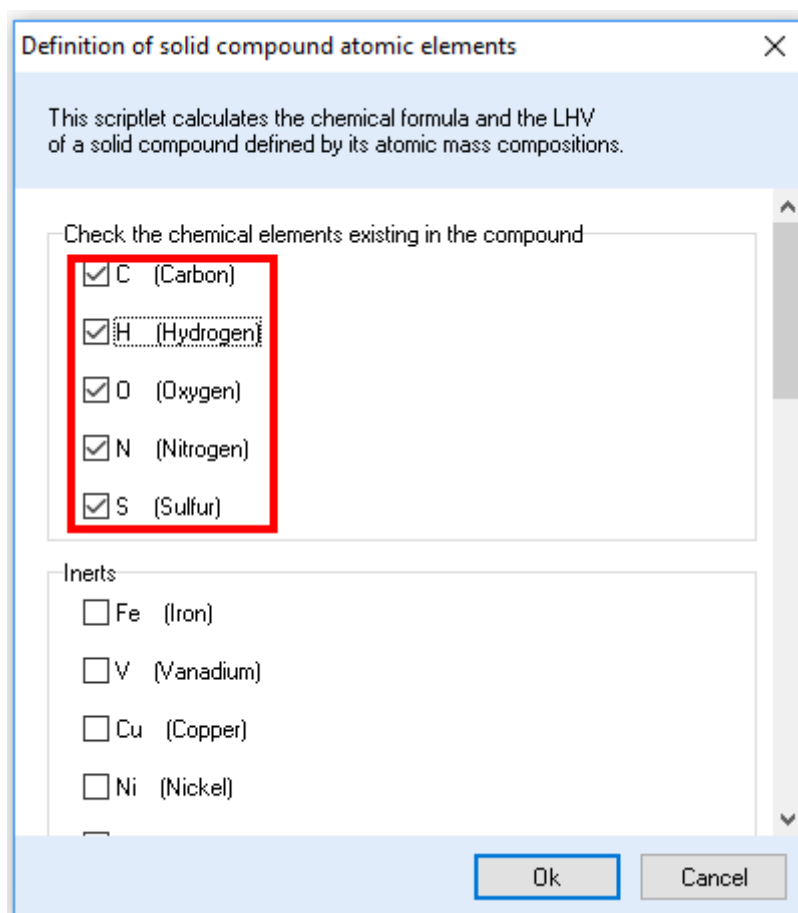 Definition of solid compound atomic elements
This scriptlet calculates the chemical formula and the LHV
of a solid compound defined by its atomic mass compositions.
Check the chemical elements existing in the compound
C (Carbon)
H (Hydrogen)
O (Oxygen)
N (Nitrogen)
S (Sulfur)
Inerts
Fe (Iron)
V (Vanadium)
Cu (Copper)
Ni (Nickel)
Ok Cancel